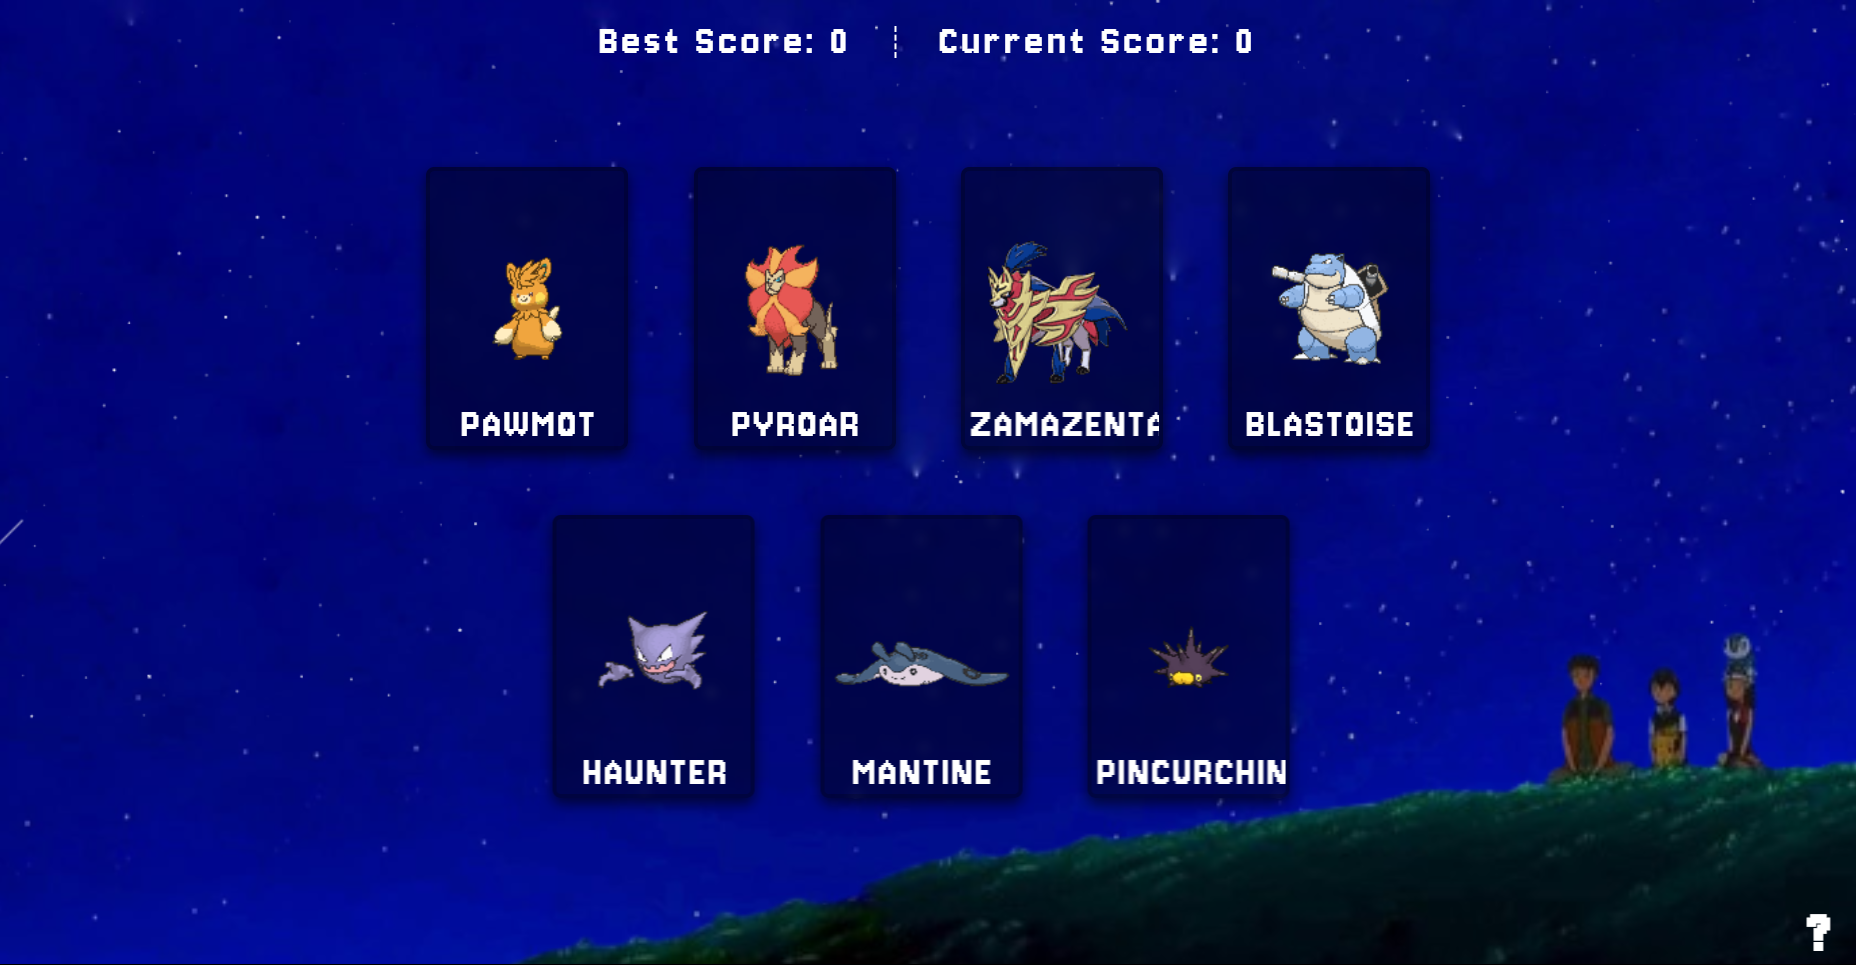 Best Score: 0
Current Score: 0
PAWMOT
PYROAR
ZAMAZENTA
BLASTOISE
HAUNTER
MANTINE
PINCURCHIN
?